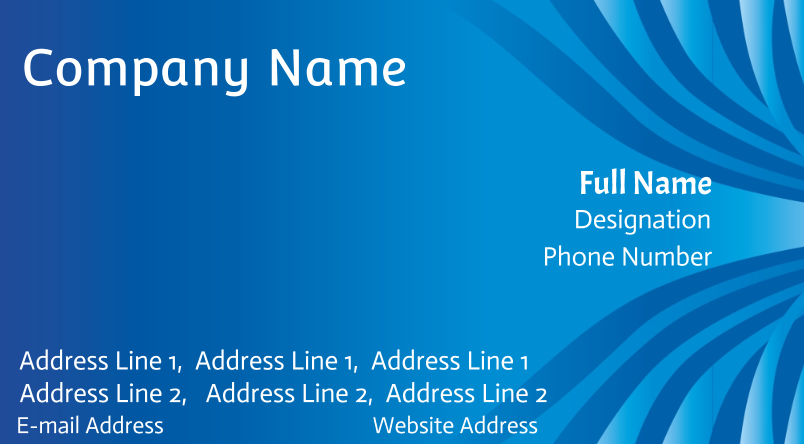 Company Name
Full Name
Designation
Phone Number
Address Line 1,  Address Line 1,  Address Line 1
Address Line 2,   Address Line 2,  Address Line 2
E-mail Address
Website Address